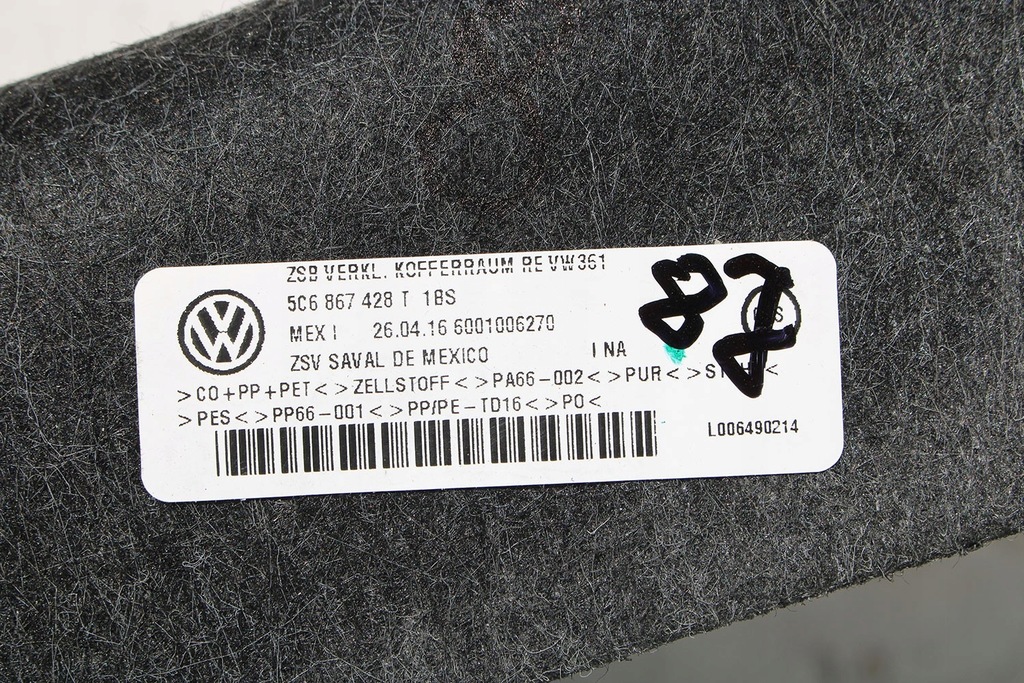 ZSB VERKL. KOFFERRAUM RE VW361
5C6 867 428 T 1BS
MEX I 26.04.16 6001006270
ZSV SAVAL DE MEXICO I NA
>CO+PP+PET< >ZELLSTOFF< >PA66-002< >PUR<
>PES< >PP66-001< >PP/PE-TD16< >PO<
L006490214